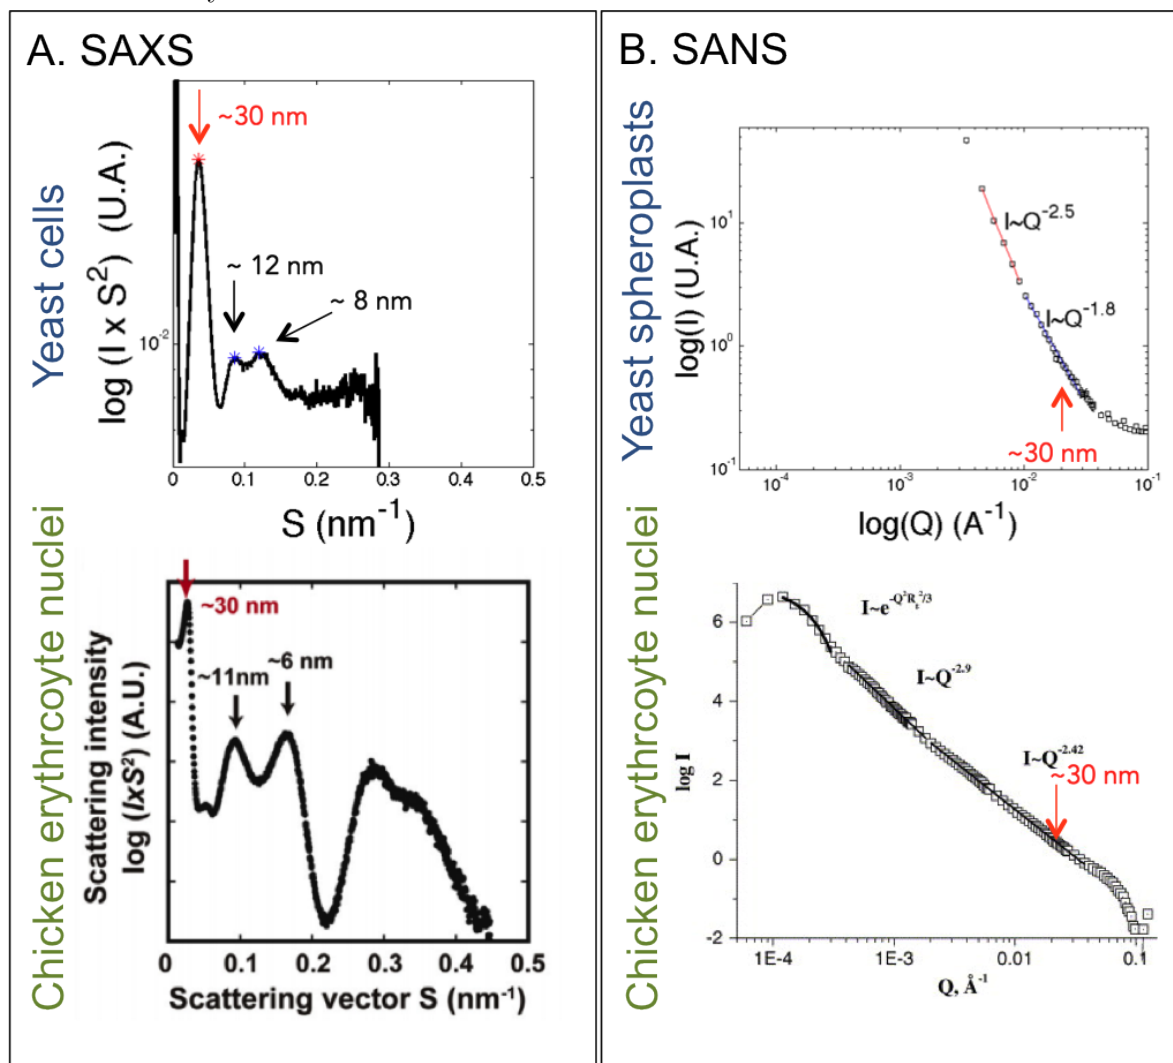 A. SAXS
Yeast cells
log (I x S²) (U.A.)
~30 nm
~ 12 nm
~ 8 nm
10⁻²
0 0.1 0.2 0.3 0.4 0.5
S (nm⁻¹)
Chicken erythrcoyte nuclei
Scattering intensity
log (IxS²) (A.U.)
~30 nm
~11nm
~6 nm
0 0.1 0.2 0.3 0.4 0.5
Scattering vector S (nm⁻¹)
B. SANS
Yeast spheroplasts
log(I) (U.A.)
10¹
10⁰
10⁻¹
I~Q⁻²·⁵
I~Q⁻¹·⁸
~30 nm
10⁻⁴ 10⁻³ 10⁻² 10⁻¹
log(Q) (A⁻¹)
Chicken erythrcoyte nuclei
log I
6
4
2
0
-2
I~e^-Q²R_g²/3
I~Q⁻²·⁹
I~Q⁻²·⁴²
~30 nm
1E-4 1E-3 0.01 0.1
Q, Å⁻¹